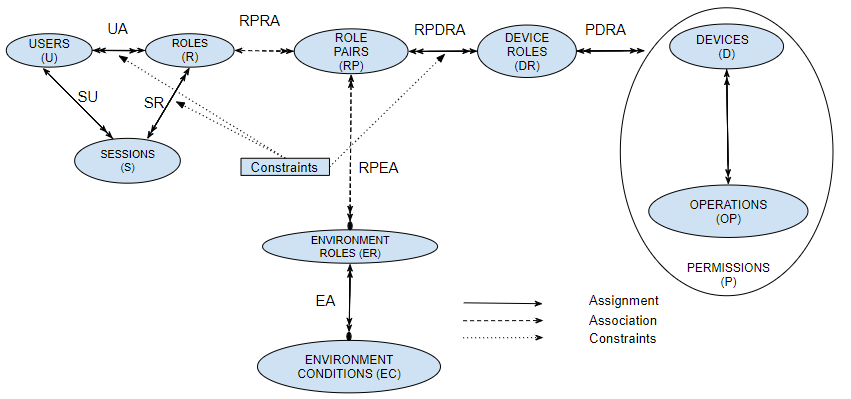 UA
RPRA
RPDRA
PDRA
USERS
(U)
ROLES
(R)
ROLE
PAIRS
(RP)
DEVICE
ROLES
(DR)
DEVICES
(D)
SU
SR
SESSIONS
(S)
Constraints
RPEA
OPERATIONS
(OP)
ENVIRONMENT
ROLES (ER)
PERMISSIONS
(P)
EA
Assignment
Association
Constraints
ENVIRONMENT
CONDITIONS (EC)